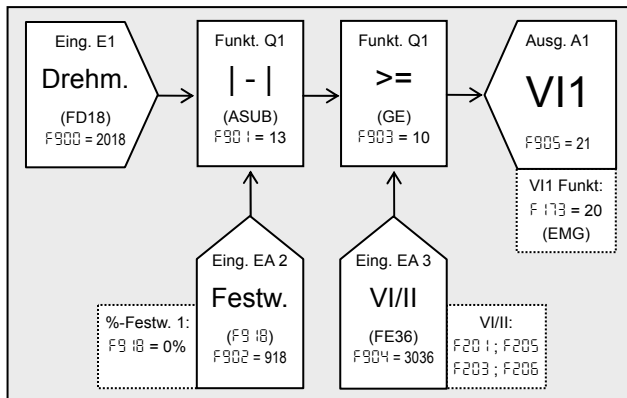 Eing. E1
Drehm.
(FD18)
F900 = 2018
Funkt. Q1
| - |
(ASUB)
F901 = 13
Funkt. Q1
>=
(GE)
F903 = 10
Ausg. A1
VI1
F905 = 21
VI1 Funkt:
F173 = 20
(EMG)
Eing. EA 2
Festw.
(F918)
F902 = 918
%-Festw. 1:
F918 = 0%
Eing. EA 3
VI/II
(FE36)
F904 = 3036
VI/II:
F201 ; F205
F203 ; F206